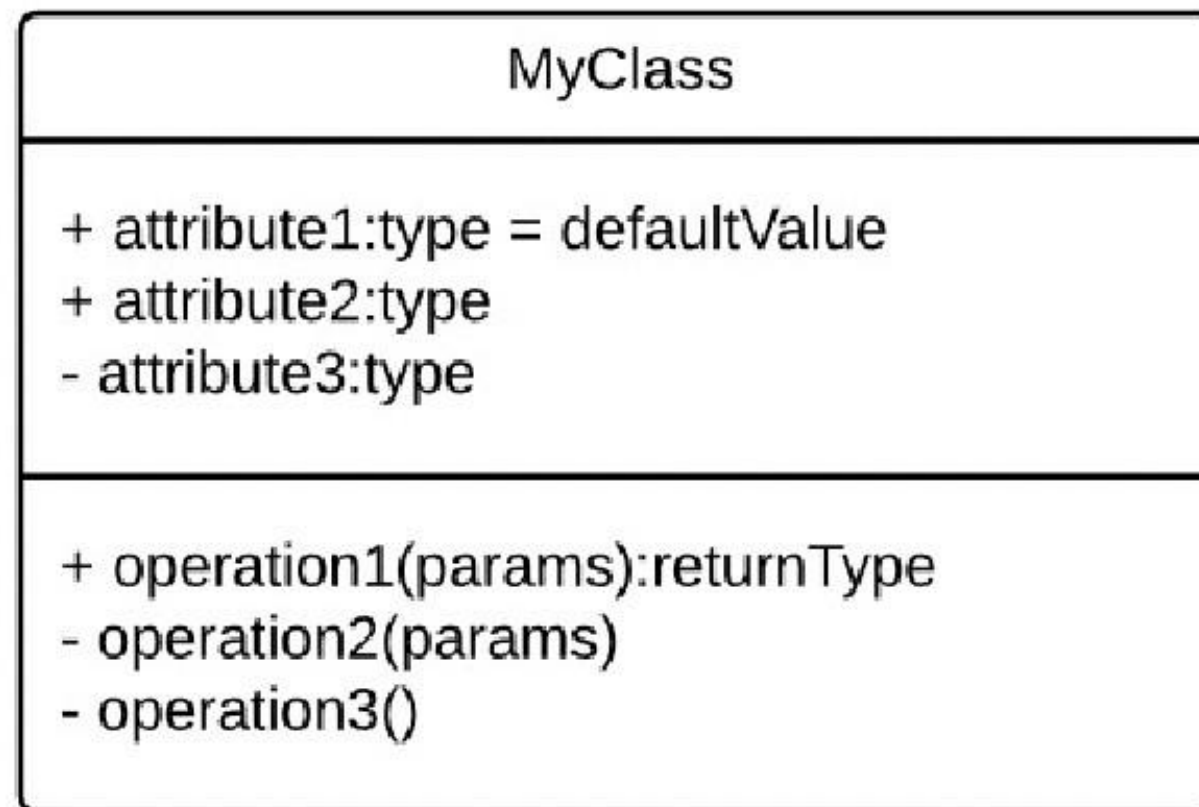 MyClass
+ attribute1:type = defaultValue
+ attribute2:type
- attribute3:type
+ operation1(params):returnType
- operation2(params)
- operation3()